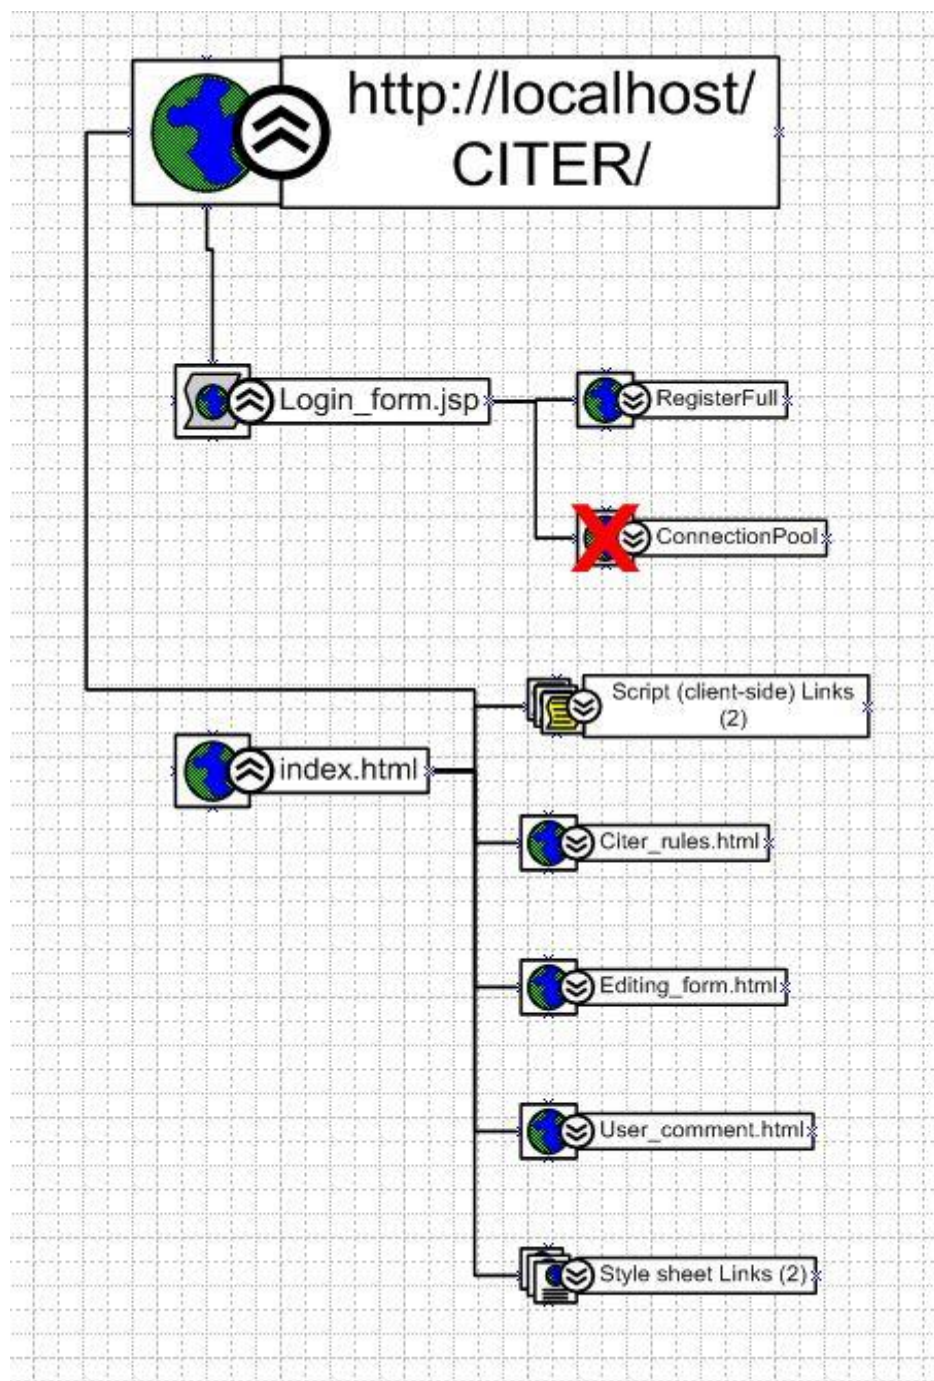 http://localhost/
CITER/
Login_form.jsp
RegisterFull
ConnectionPool
Script (client-side) Links
(2)
index.html
Citer_rules.html
Editing_form.html
User_comment.html
Style sheet Links (2)